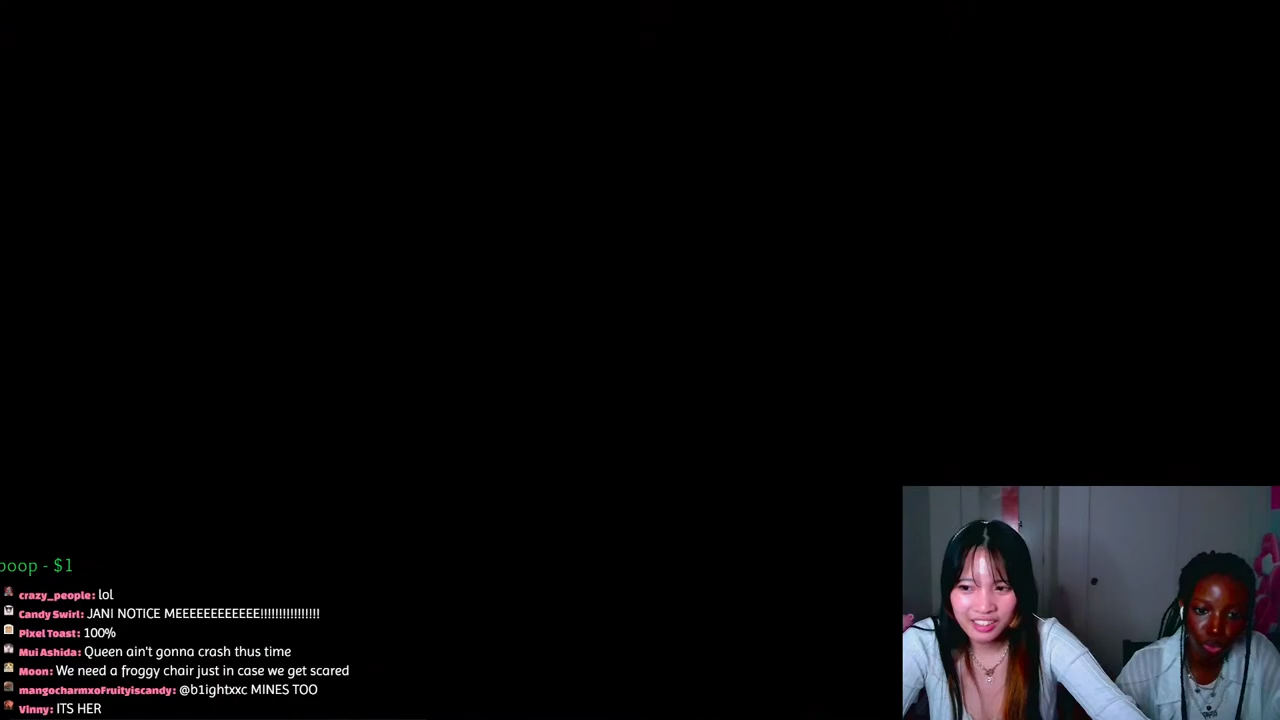 poop - $1
crazy_people: lol
Candy Swirl: JANI NOTICE MEEEEEEEEEEEE!!!!!!!!!!!!!!!!
Pixel Toast: 100%
Mui Ashida: Queen ain't gonna crash thus time
Moon: We need a froggy chair just in case we get scared
mangocharmxoFruityiscandy: @b1ightxxc MINES TOO
Vinny: ITS HER